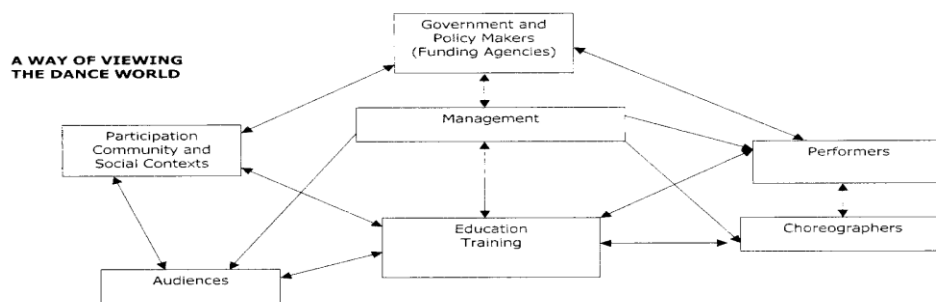 Government and
Policy Makers
(Funding Agencies)
A WAY OF VIEWING
THE DANCE WORLD
Management
Participation
Community and
Social Contexts
Performers
Education
Training
Choreographers
Audiences